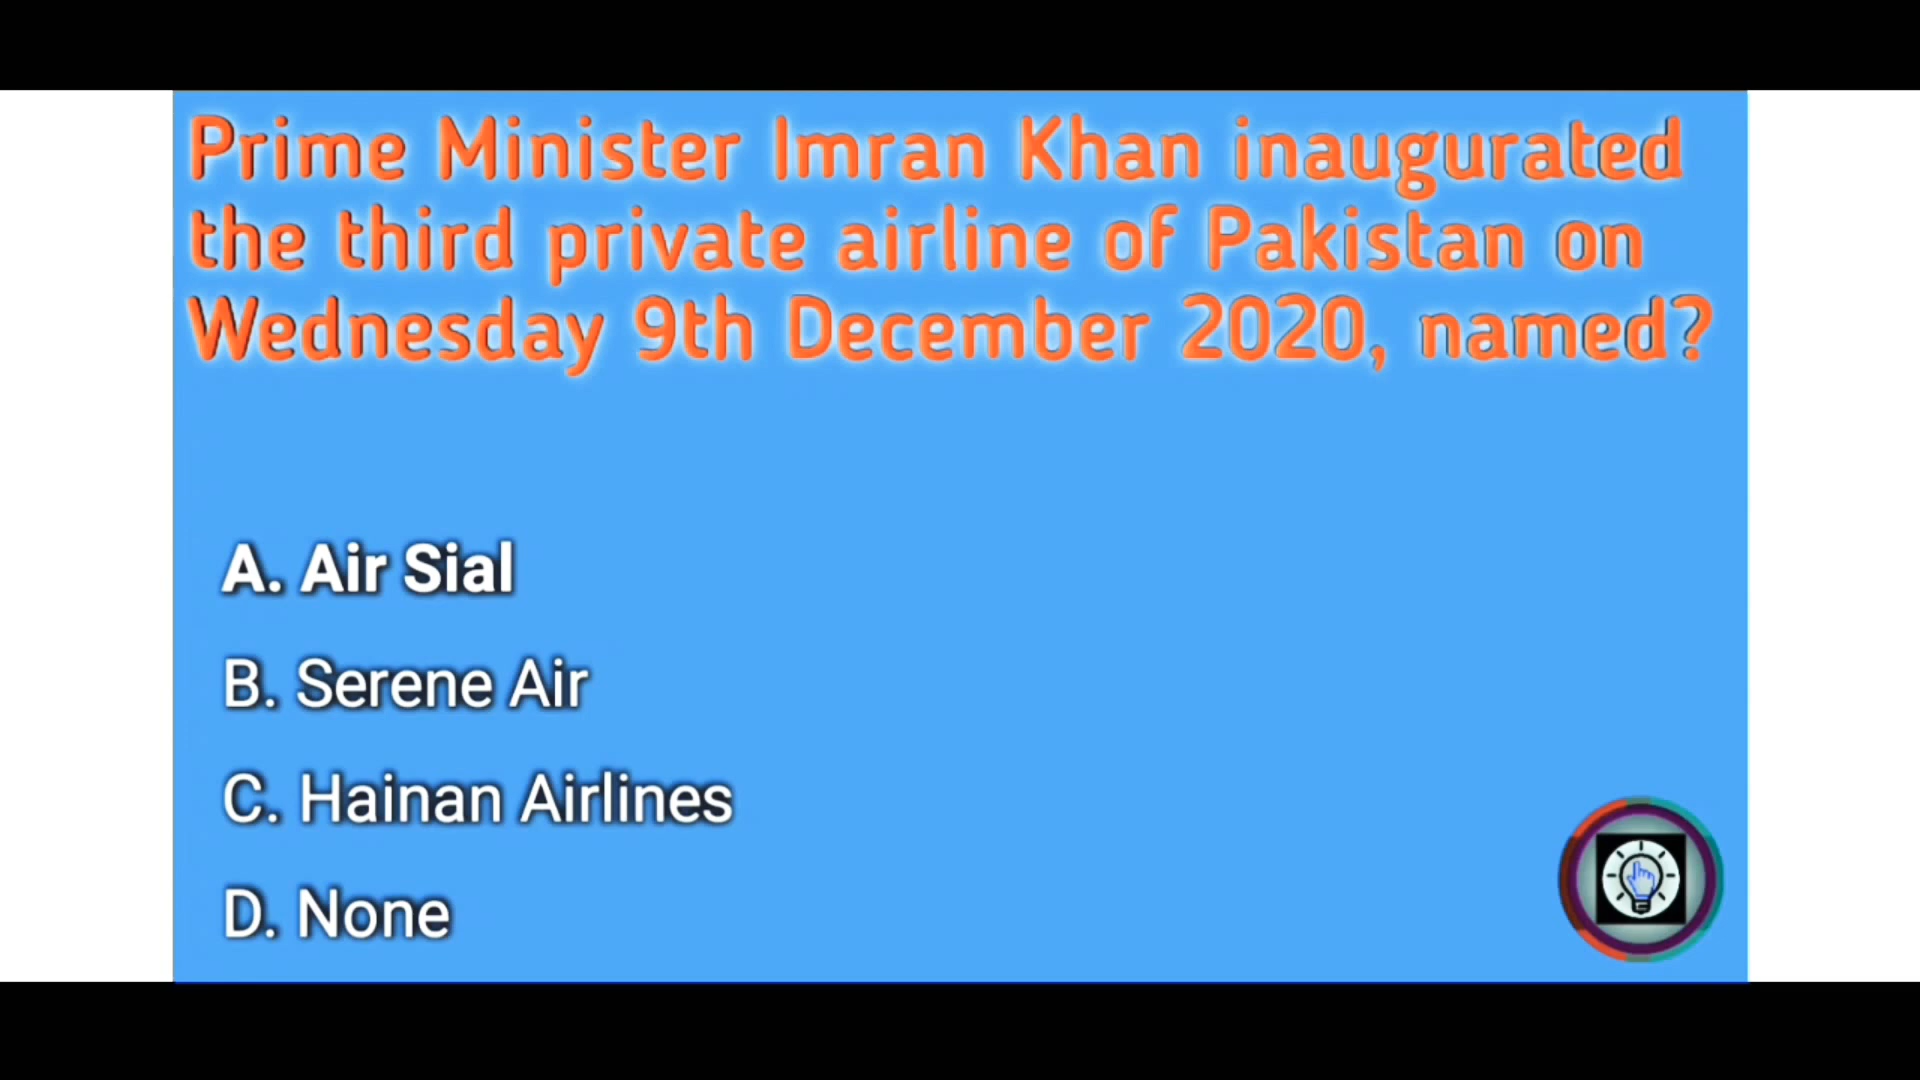 Prime Minister Imran Khan inaugurated
the third private airline of Pakistan on
Wednesday 9th December 2020, named?
A. Air Sial
B. Serene Air
C. Hainan Airlines
D. None